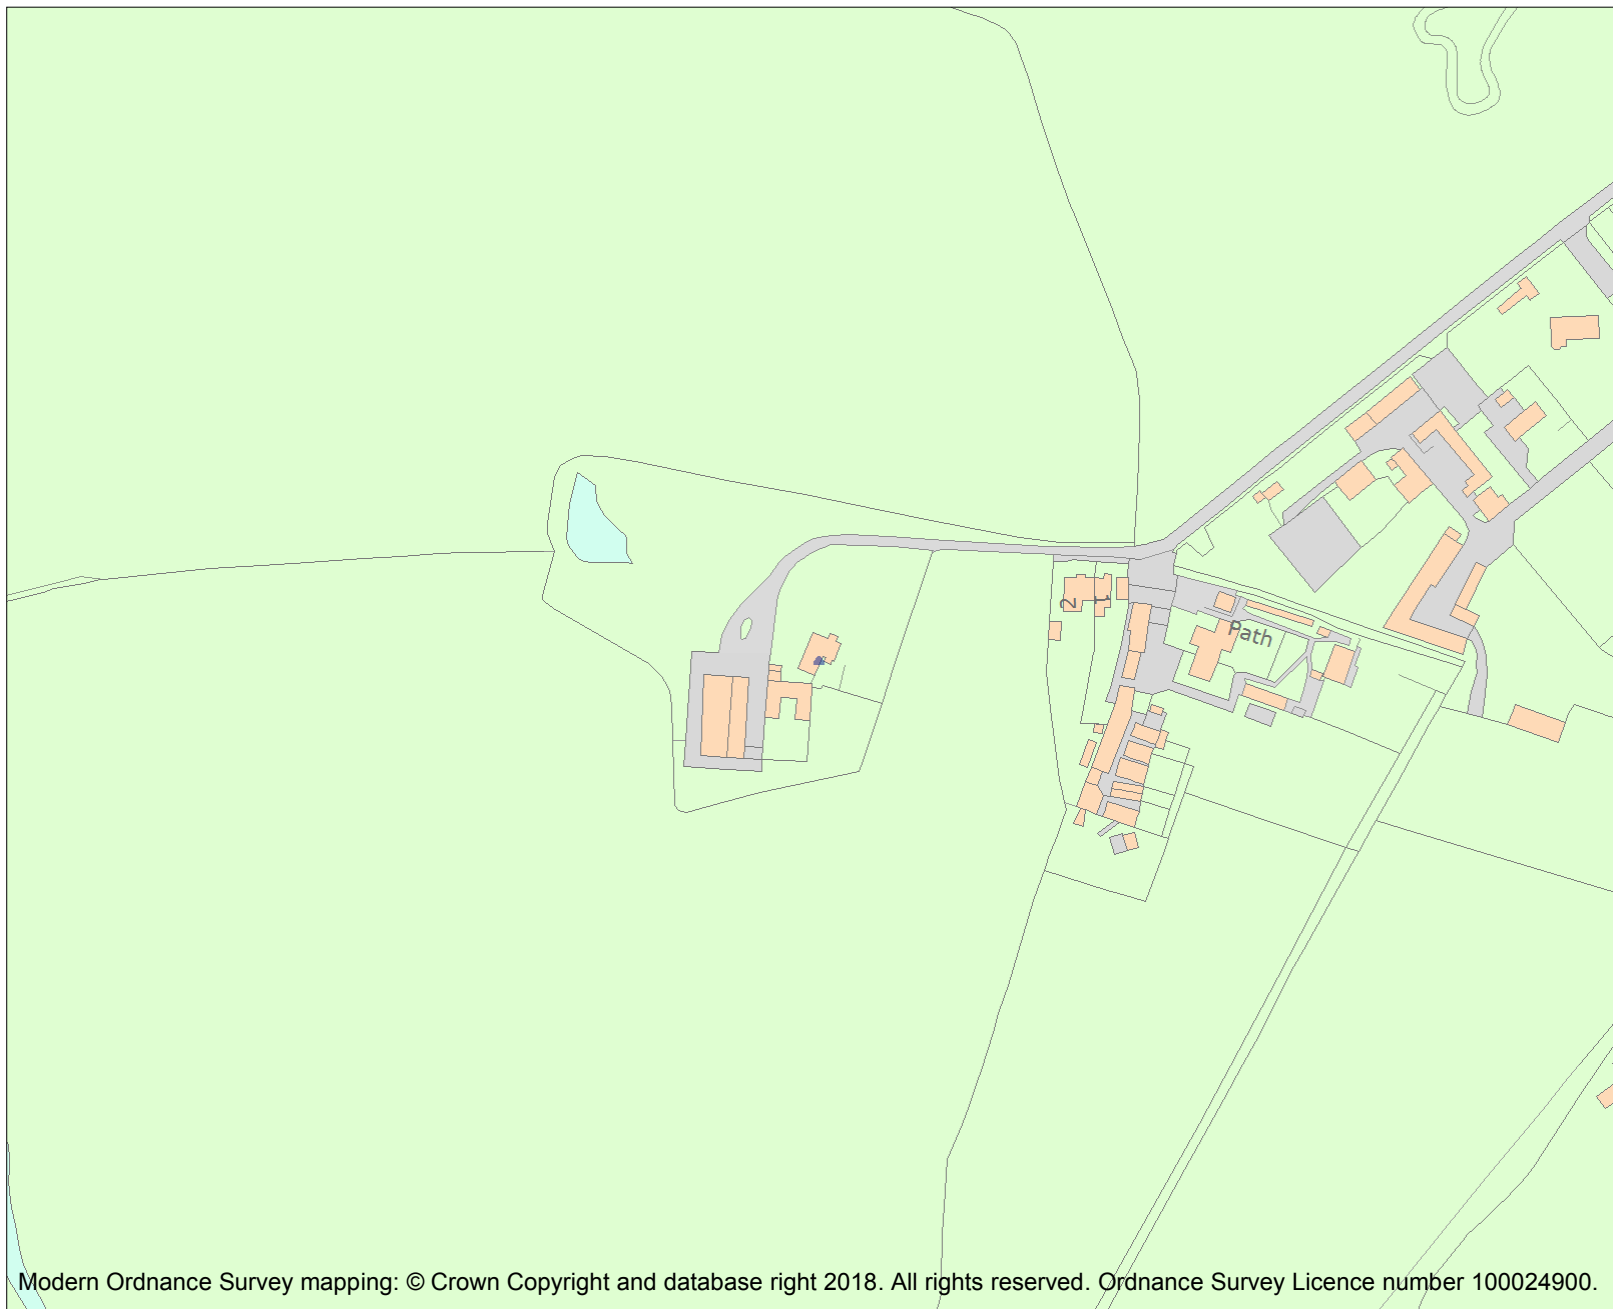 2
1
Path
Modern Ordnance Survey mapping: © Crown Copyright and database right 2018. All rights reserved. Ordnance Survey Licence number 100024900.